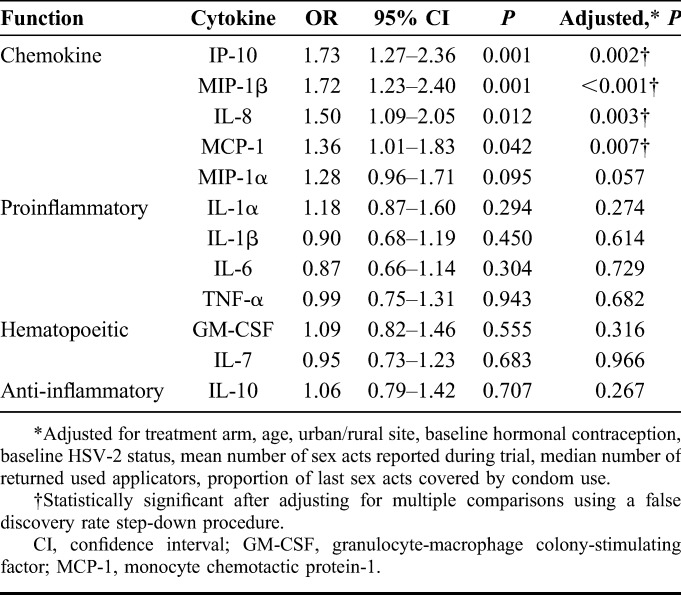 Function Cytokine OR 95% CI P Adjusted,* P
Chemokine IP-10 1.73 1.27–2.36 0.001 0.002†
MIP-1β 1.72 1.23–2.40 0.001 <0.001†
IL-8 1.50 1.09–2.05 0.012 0.003†
MCP-1 1.36 1.01–1.83 0.042 0.007†
MIP-1α 1.28 0.96–1.71 0.095 0.057
Proinflammatory IL-1α 1.18 0.87–1.60 0.294 0.274
IL-1β 0.90 0.68–1.19 0.450 0.614
IL-6 0.87 0.66–1.14 0.304 0.729
TNF-α 0.99 0.75–1.31 0.943 0.682
Hematopoeitic GM-CSF 1.09 0.82–1.46 0.555 0.316
IL-7 0.95 0.73–1.23 0.683 0.966
Anti-inflammatory IL-10 1.06 0.79–1.42 0.707 0.267
*Adjusted for treatment arm, age, urban/rural site, baseline hormonal contraception,
baseline HSV-2 status, mean number of sex acts reported during trial, median number of
returned used applicators, proportion of last sex acts covered by condom use.
†Statistically significant after adjusting for multiple comparisons using a false
discovery rate step-down procedure.
CI, confidence interval; GM-CSF, granulocyte-macrophage colony-stimulating
factor; MCP-1, monocyte chemotactic protein-1.